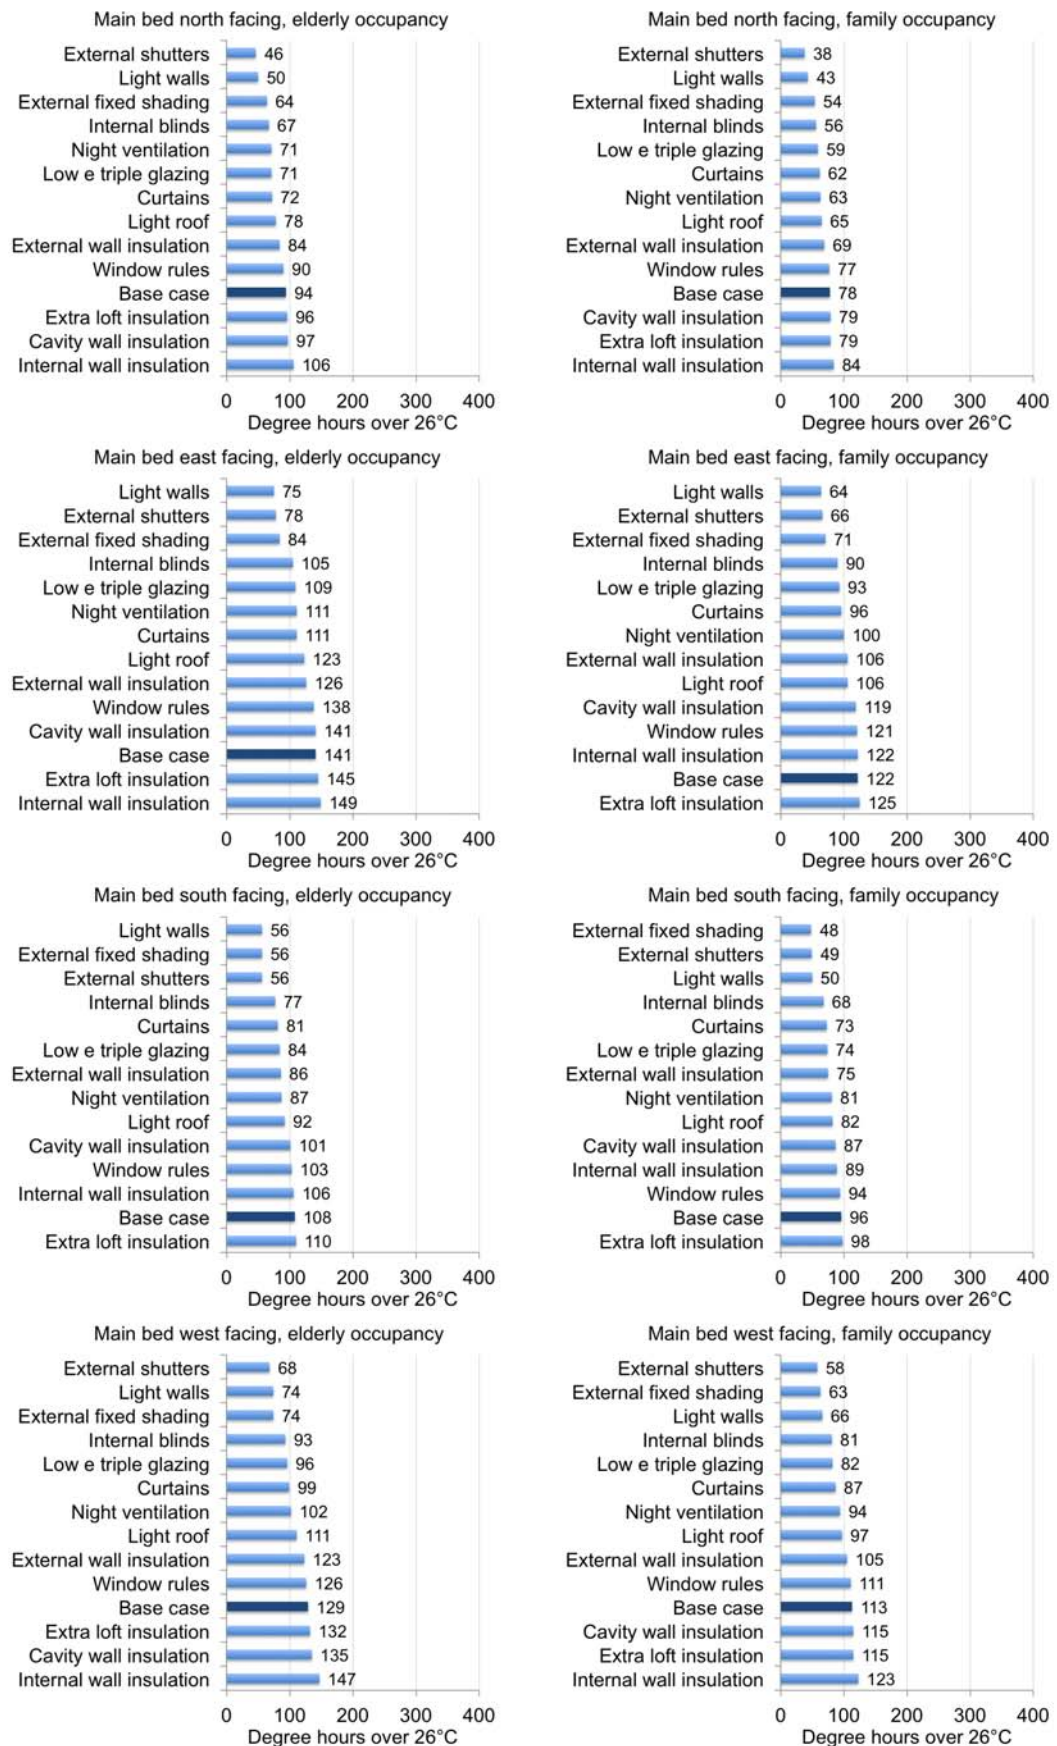 Main bed north facing, elderly occupancy
External shutters 46
Light walls 50
External fixed shading 64
Internal blinds 67
Night ventilation 71
Low e triple glazing 71
Curtains 72
Light roof 78
External wall insulation 84
Window rules 90
Base case 94
Extra loft insulation 96
Cavity wall insulation 97
Internal wall insulation 106
0 100 200 300 400
Degree hours over 26°C
Main bed north facing, family occupancy
External shutters 38
Light walls 43
External fixed shading 54
Internal blinds 56
Low e triple glazing 59
Curtains 62
Night ventilation 63
Light roof 65
External wall insulation 69
Window rules 77
Base case 78
Cavity wall insulation 79
Extra loft insulation 79
Internal wall insulation 84
0 100 200 300 400
Degree hours over 26°C
Main bed east facing, elderly occupancy
Light walls 75
External shutters 78
External fixed shading 84
Internal blinds 105
Low e triple glazing 109
Night ventilation 111
Curtains 111
Light roof 123
External wall insulation 126
Window rules 138
Cavity wall insulation 141
Base case 141
Extra loft insulation 145
Internal wall insulation 149
0 100 200 300 400
Degree hours over 26°C
Main bed east facing, family occupancy
Light walls 64
External shutters 66
External fixed shading 71
Internal blinds 90
Low e triple glazing 93
Curtains 96
Night ventilation 100
External wall insulation 106
Light roof 106
Cavity wall insulation 119
Window rules 121
Internal wall insulation 122
Base case 122
Extra loft insulation 125
0 100 200 300 400
Degree hours over 26°C
Main bed south facing, elderly occupancy
Light walls 56
External fixed shading 56
External shutters 56
Internal blinds 77
Curtains 81
Low e triple glazing 84
External wall insulation 86
Night ventilation 87
Light roof 92
Cavity wall insulation 101
Window rules 103
Internal wall insulation 106
Base case 108
Extra loft insulation 110
0 100 200 300 400
Degree hours over 26°C
Main bed south facing, family occupancy
External fixed shading 48
External shutters 49
Light walls 50
Internal blinds 68
Curtains 73
Low e triple glazing 74
External wall insulation 75
Night ventilation 81
Light roof 82
Cavity wall insulation 87
Internal wall insulation 89
Window rules 94
Base case 96
Extra loft insulation 98
0 100 200 300 400
Degree hours over 26°C
Main bed west facing, elderly occupancy
External shutters 68
Light walls 74
External fixed shading 74
Internal blinds 93
Low e triple glazing 96
Curtains 99
Night ventilation 102
Light roof 111
External wall insulation 123
Window rules 126
Base case 129
Extra loft insulation 132
Cavity wall insulation 135
Internal wall insulation 147
0 100 200 300 400
Degree hours over 26°C
Main bed west facing, family occupancy
External shutters 58
External fixed shading 63
Light walls 66
Internal blinds 81
Low e triple glazing 82
Curtains 87
Night ventilation 94
Light roof 97
External wall insulation 105
Window rules 111
Base case 113
Cavity wall insulation 115
Extra loft insulation 115
Internal wall insulation 123
0 100 200 300 400
Degree hours over 26°C